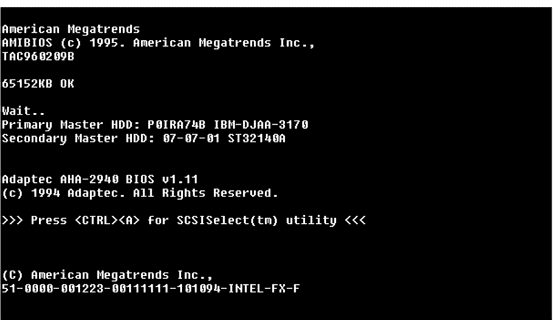 American Megatrends
AMIBIOS (c) 1995. American Megatrends Inc.,
TAC960209B
65152KB OK
Wait..
Primary Master HDD: P0IRA74B IBM-DJAA-3170
Secondary Master HDD: 07-07-01 ST32140A
Adaptec AHA-2940 BIOS v1.11
(c) 1994 Adaptec. All Rights Reserved.
>>> Press <CTRL><A> for SCSISelect(tm) utility <<<
(C) American Megatrends Inc.,
51-0000-001223-00111111-101094-INTEL-FX-F